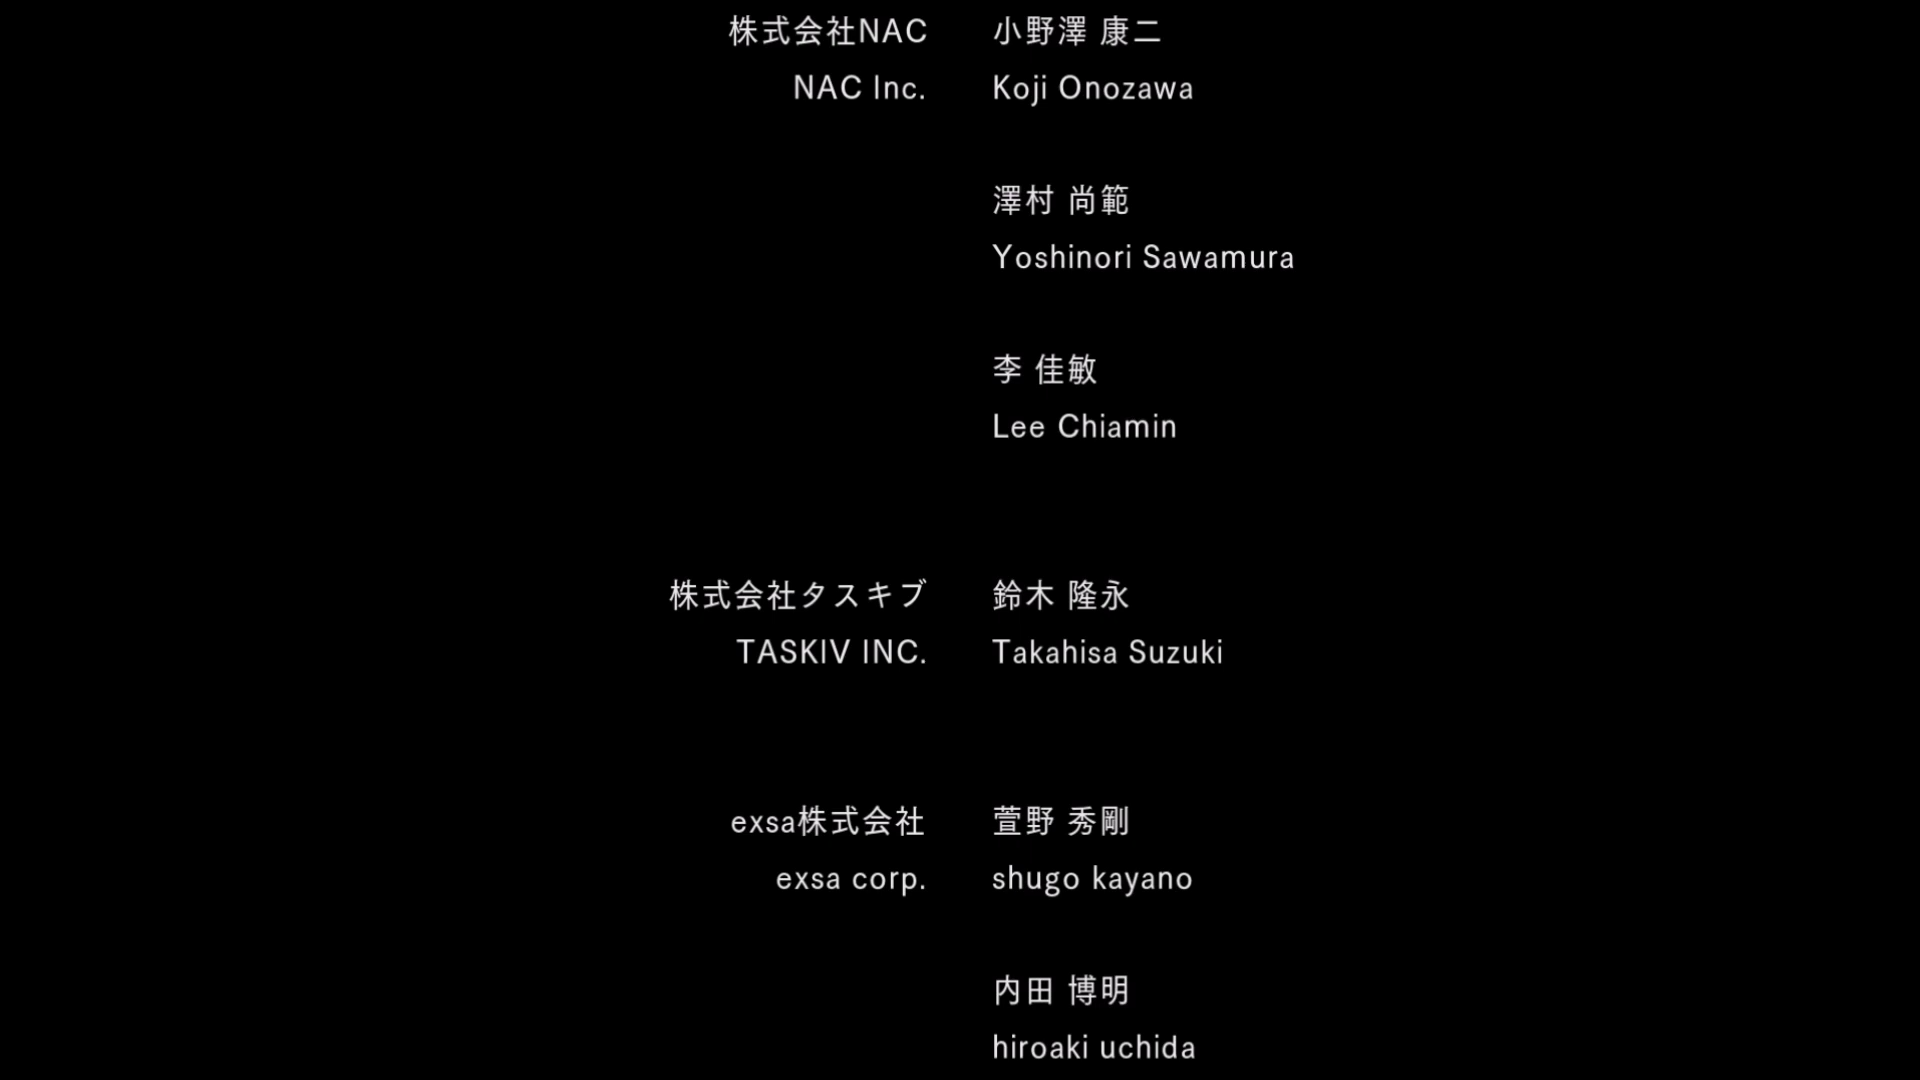 株式会社NAC 小野澤 康二
NAC Inc. Koji Onozawa
澤村 尚範
Yoshinori Sawamura
李 佳敏
Lee Chiamin
株式会社タスキブ 鈴木 隆永
TASKIV INC. Takahisa Suzuki
exsa株式会社 萱野 秀剛
exsa corp. shugo kayano
内田 博明
hiroaki uchida